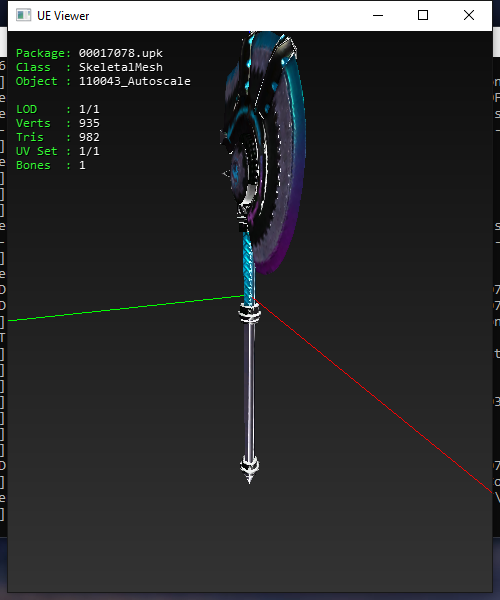 UE Viewer
Package: 00017078.upk
Class : SkeletalMesh
Object : 110043_Autoscale
LOD : 1/1
Verts : 935
Tris : 982
UV Set : 1/1
Bones : 1